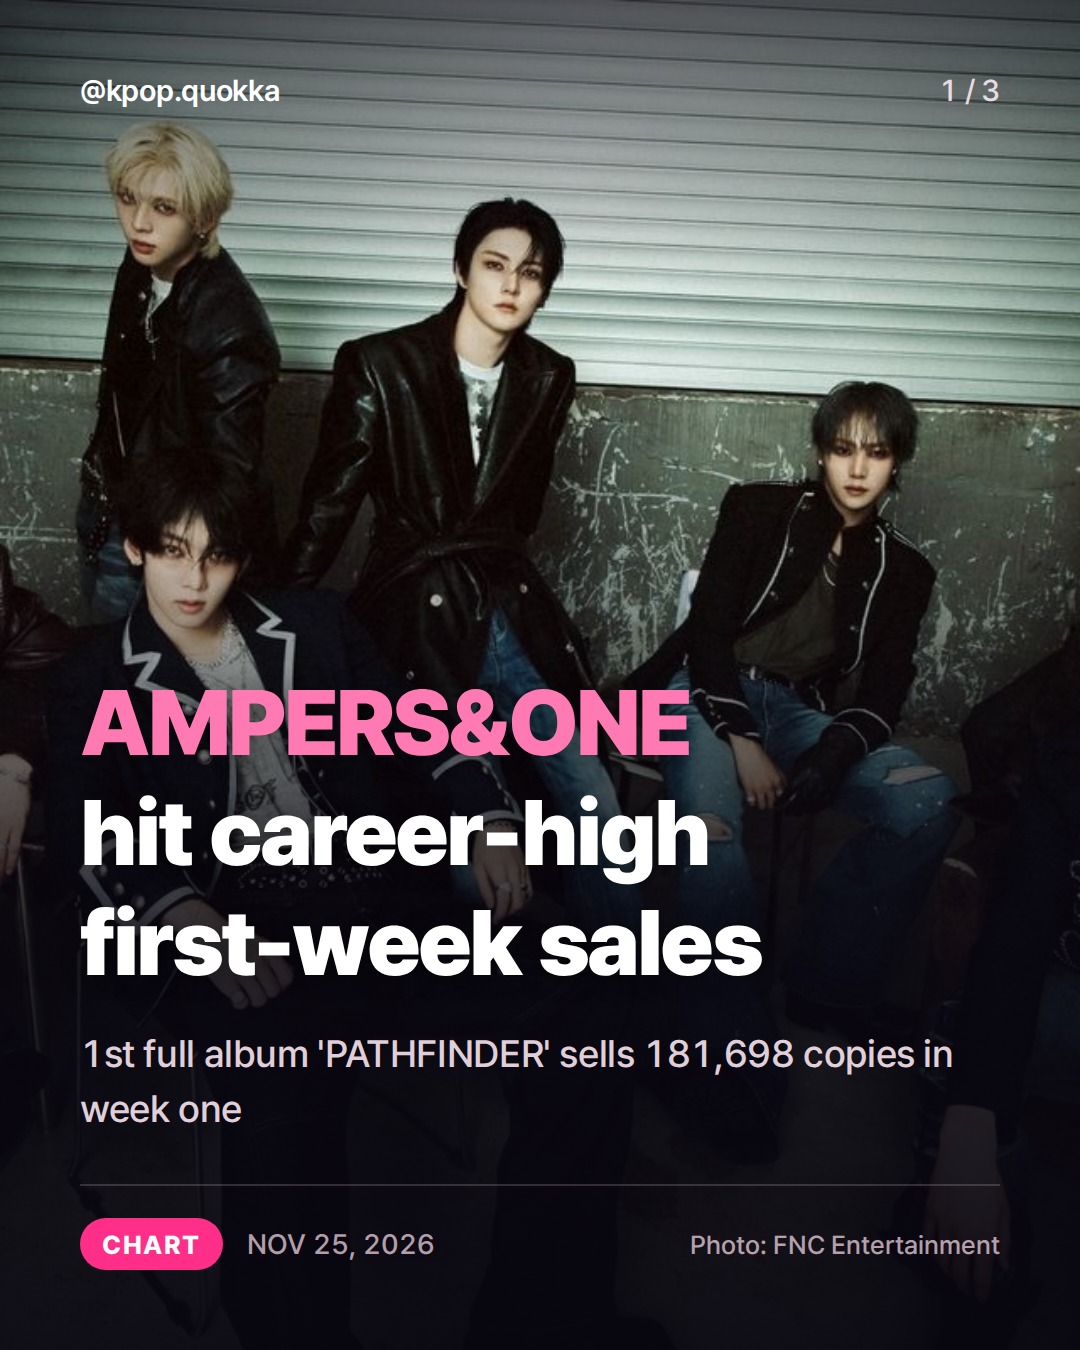 @kpop.quokka
1 / 3
AMPERS&ONE
hit career-high
first-week sales
1st full album 'PATHFINDER' sells 181,698 copies in
week one
CHART
NOV 25, 2026
Photo: FNC Entertainment